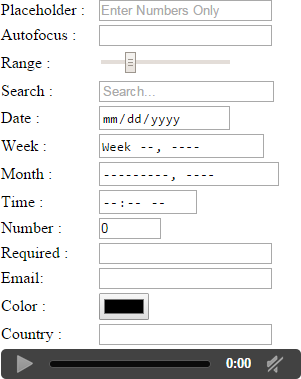 Placeholder : Enter Numbers Only
Autofocus :
Range :
Search : Search...
Date : mm/dd/yyyy
Week : Week --, ----
Month : ---------, ----
Time : --:-- --
Number : 0
Required :
Email:
Color :
Country :
0:00